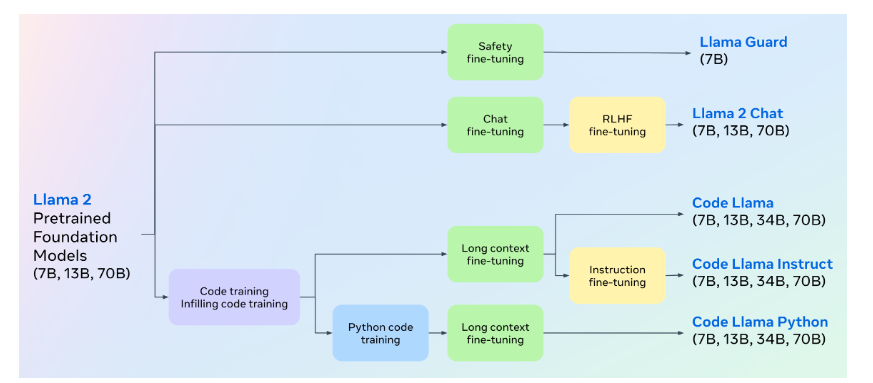 Safety
fine-tuning
Llama Guard
(7B)
Chat
fine-tuning
RLHF
fine-tuning
Llama 2 Chat
(7B, 13B, 70B)
Llama 2
Pretrained
Foundation
Models
(7B, 13B, 70B)
Code training
Infilling code training
Long context
fine-tuning
Code Llama
(7B, 13B, 34B, 70B)
Instruction
fine-tuning
Code Llama Instruct
(7B, 13B, 34B, 70B)
Python code
training
Long context
fine-tuning
Code Llama Python
(7B, 13B, 34B, 70B)